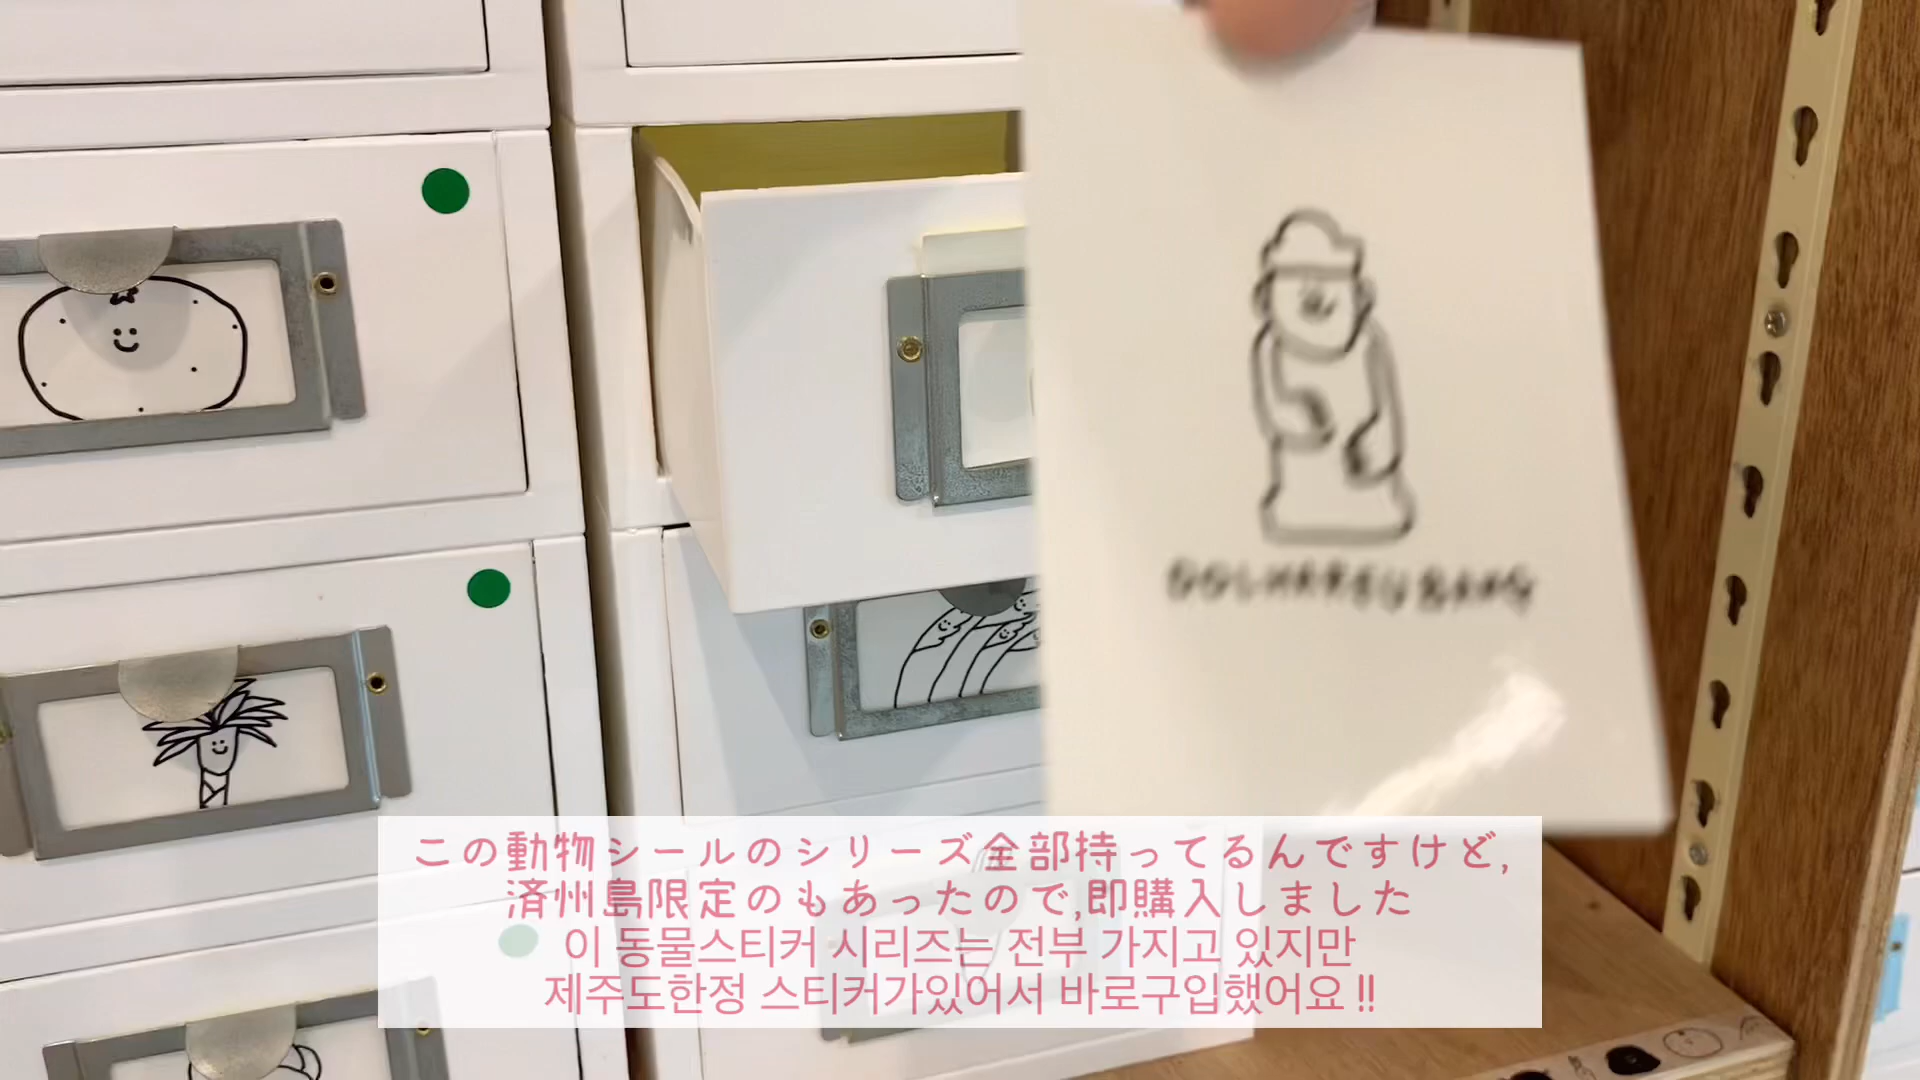 DOLHAREUBANG
この動物シールのシリーズ全部持ってるんですけど,
済州島限定のもあったので,即購入しました
이 동물스티커 시리즈는 전부 가지고 있지만
제주도한정 스티커가있어서 바로구입했어요 !!